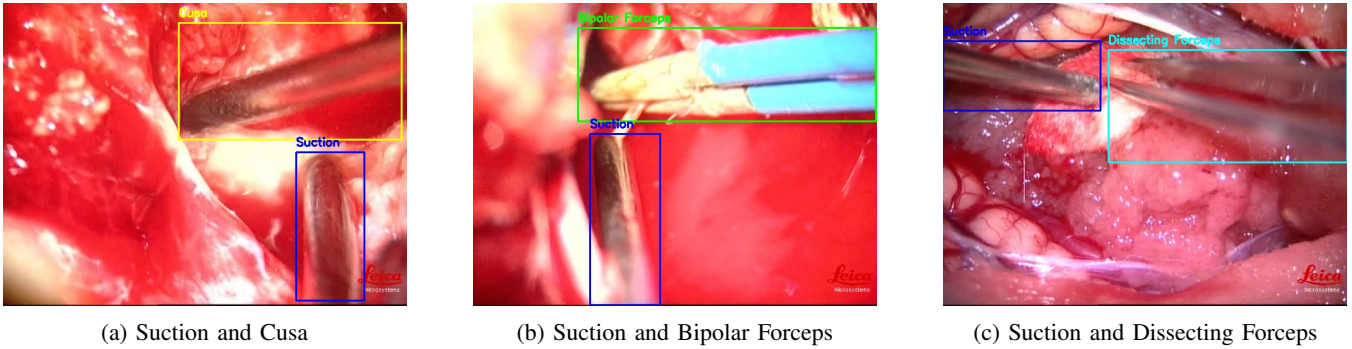 Cusa
Suction
Leica
Microsystems
Bipolar Forceps
Suction
Leica
Microsystems
Suction
Dissecting Forceps
Leica
Microsystems
(a) Suction and Cusa
(b) Suction and Bipolar Forceps
(c) Suction and Dissecting Forceps